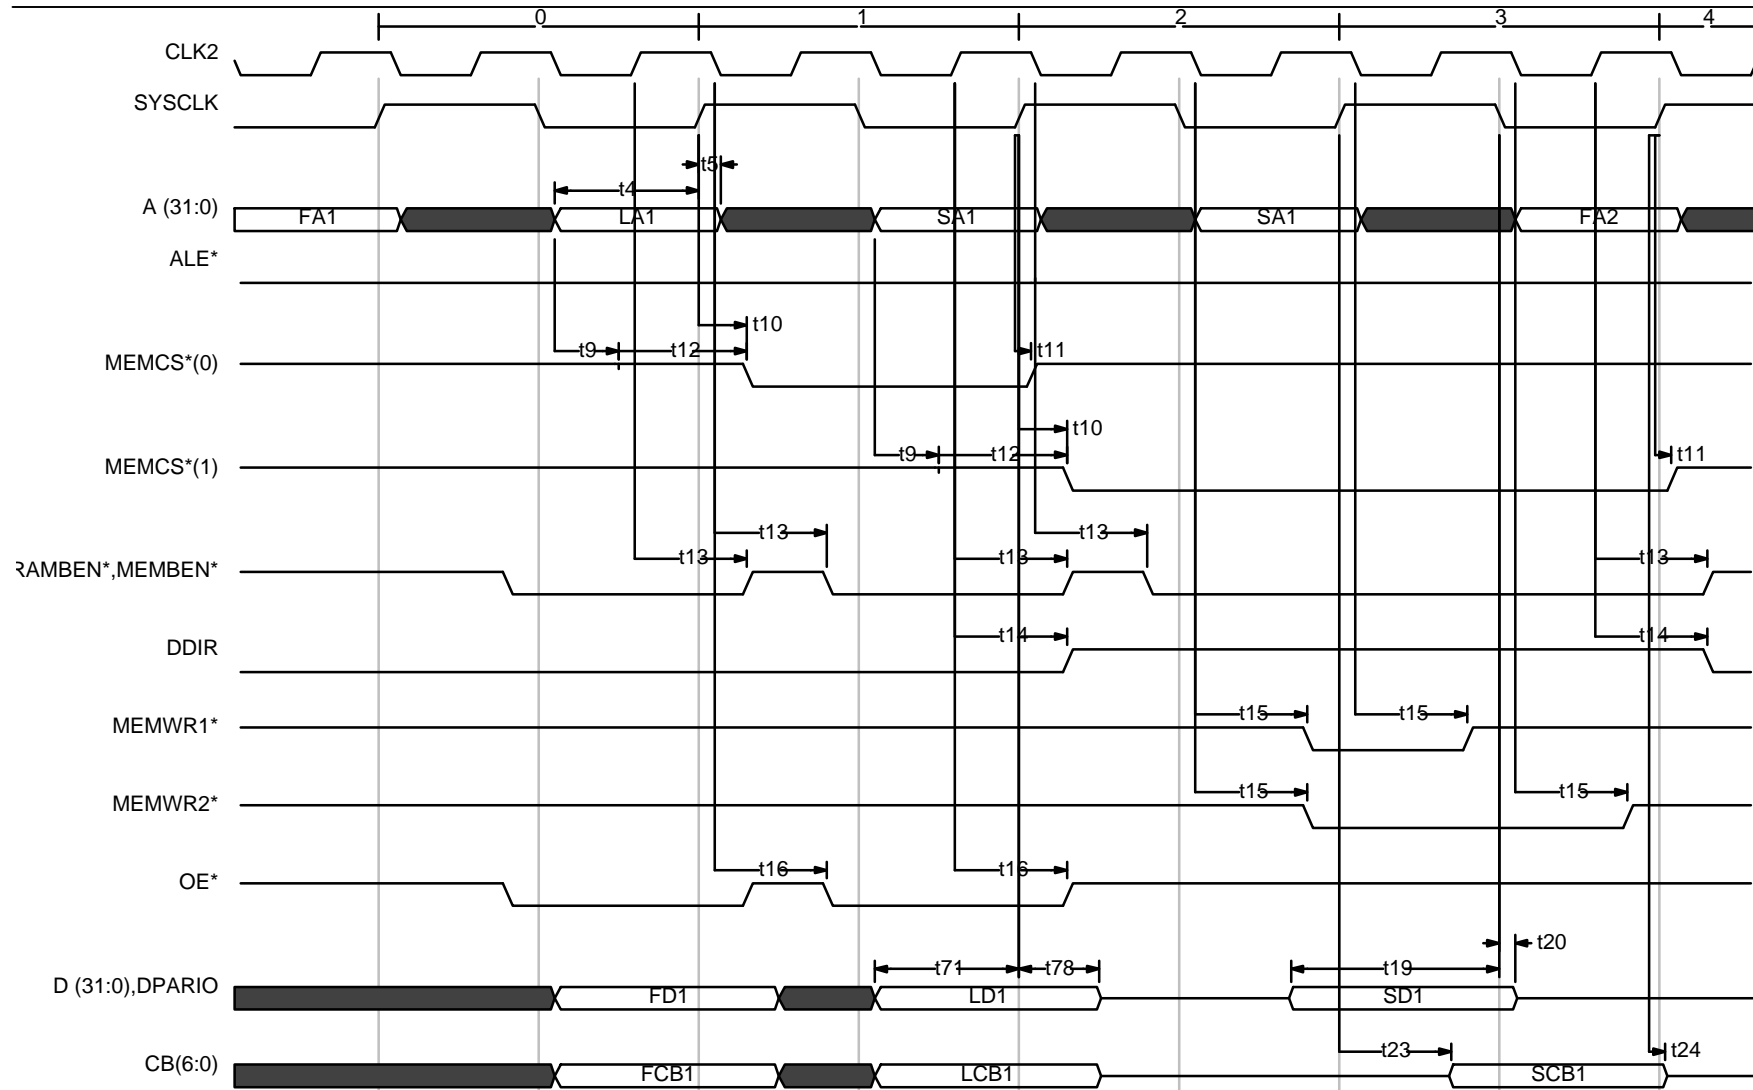 0 1 2 3 4
CLK2
SYSCLK
t5
t4
A (31:0) FA1 LA1 SA1 SA1 FA2
ALE*
t10
t9 t12 t11
MEMCS*(0)
t10
t9 t12 t11
MEMCS*(1)
t13 t13
t13 t13 t13
RAMBEN*,MEMBEN*
t14 t14
DDIR
t15 t15
MEMWR1*
t15 t15
MEMWR2*
t16 t16
OE*
t20
t71 t78 t19
D (31:0),DPARIO FD1 LD1 SD1
t23 t24
CB(6:0) FCB1 LCB1 SCB1